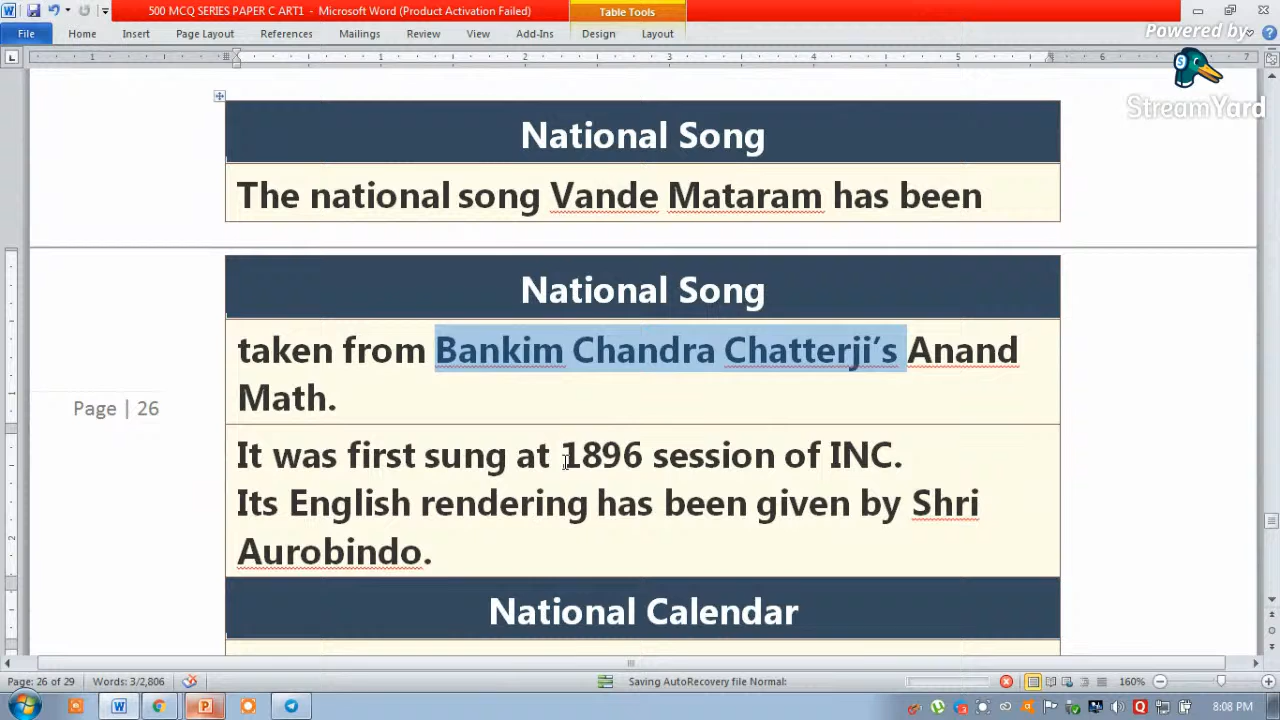 500 MCQ SERIES PAPER C ART1 - Microsoft Word (Product Activation Failed)
Table Tools
File Home Insert Page Layout References Mailings Review View Add-Ins Design Layout
Powered by
StreamYard
National Song
The national song Vande Mataram has been
National Song
taken from Bankim Chandra Chatterji’s Anand
Math.
Page | 26
It was first sung at 1896 session of INC.
Its English rendering has been given by Shri
Aurobindo.
National Calendar
Page: 26 of 29 Words: 3/2,806 Saving AutoRecovery file Normal: 160%
8:08 PM